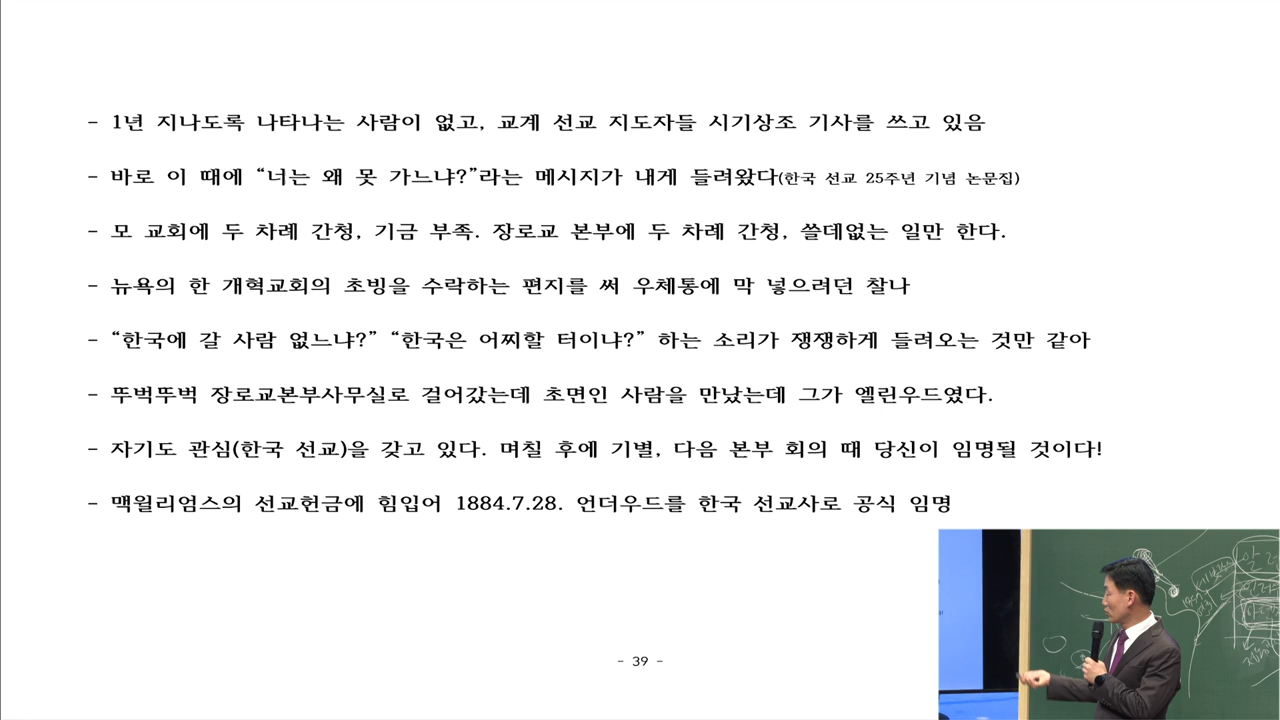 - 1년 지나도록 나타나는 사람이 없고, 교계 선교 지도자들 시기상조 기사를 쓰고 있음
- 바로 이 때에 “너는 왜 못 가느냐?”라는 메시지가 내게 들려왔다(한국 선교 25주년 기념 논문집)
- 모 교회에 두 차례 간청, 기금 부족. 장로교 본부에 두 차례 간청, 쓸데없는 일만 한다.
- 뉴욕의 한 개혁교회의 초빙을 수락하는 편지를 써 우체통에 막 넣으려던 찰나
- “한국에 갈 사람 없느냐?” “한국은 어찌할 터이냐?” 하는 소리가 쟁쟁하게 들려오는 것만 같아
- 뚜벅뚜벅 장로교본부사무실로 걸어갔는데 초면인 사람을 만났는데 그가 엘린우드였다.
- 자기도 관심(한국 선교)을 갖고 있다. 며칠 후에 기별, 다음 본부 회의 때 당신이 임명될 것이다!
- 맥윌리엄스의 선교헌금에 힘입어 1884.7.28. 언더우드를 한국 선교사로 공식 임명
- 39 -